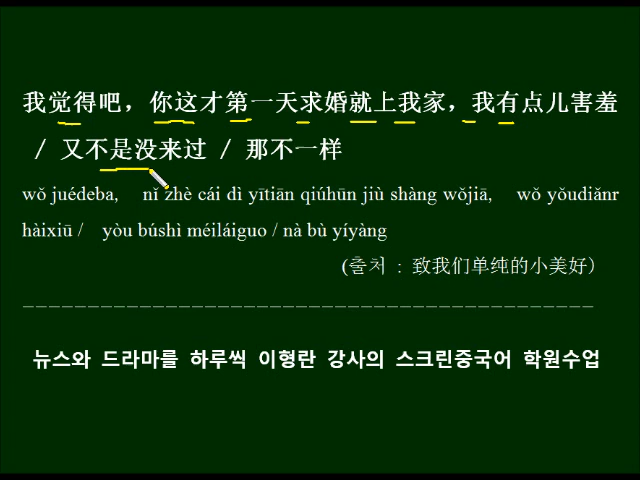 我觉得吧，你这才第一天求婚就上我家，我有点儿害羞
/ 又不是没来过 / 那不一样
wǒ juédeba, nǐ zhè cái dì yītiān qiúhūn jiù shàng wǒjiā, wǒ yǒudiǎnr
hàixiū / yòu búshì méiláiguo / nà bù yíyàng
(출처 : 致我们单纯的小美好）
뉴스와 드라마를 하루씩 이형란 강사의 스크린중국어 학원수업